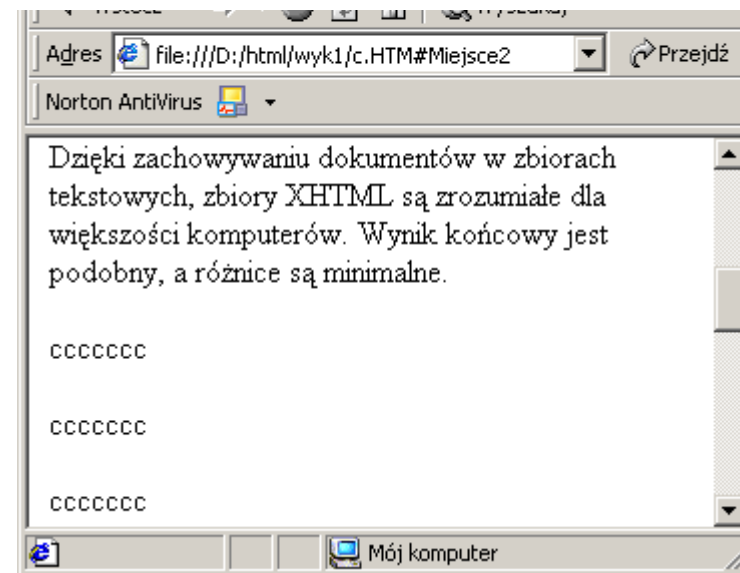 Adres file:///D:/html/wyk1/c.HTM#Miejsce2 Przejdź
Norton AntiVirus
Dzięki zachowywaniu dokumentów w zbiorach
tekstowych, zbiory XHTML są zrozumiałe dla
większości komputerów. Wynik końcowy jest
podobny, a różnice są minimalne.
ccccccc
ccccccc
ccccccc
Mój komputer